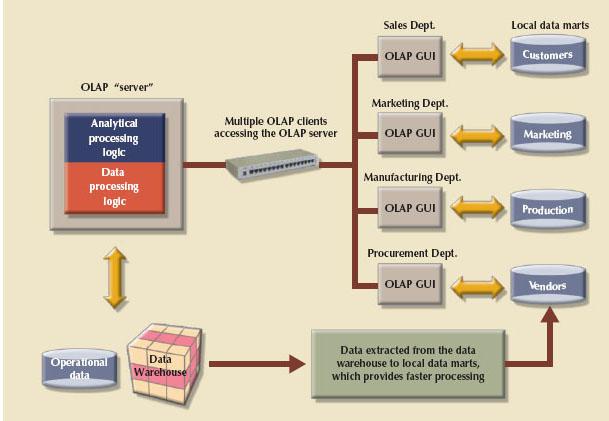 Sales Dept.
Local data marts
OLAP GUI
Customers
OLAP "server"
Marketing Dept.
Multiple OLAP clients
accessing the OLAP server
Analytical
processing
logic
OLAP GUI
Marketing
Data
processing
logic
Manufacturing Dept.
OLAP GUI
Production
Procurement Dept.
OLAP GUI
Vendors
Operational
data
Data
Warehouse
Data extracted from the data
warehouse to local data marts,
which provides faster processing